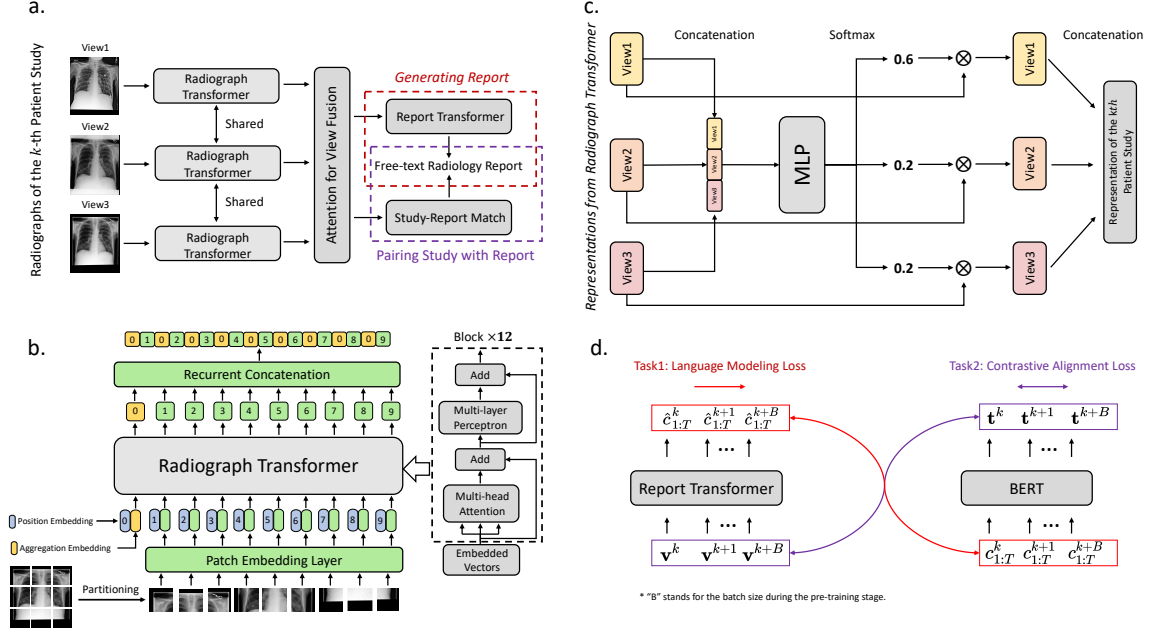 a.
Radiographs of the k-th Patient Study
View1
View2
View3
Radiograph
Transformer
Shared
Radiograph
Transformer
Shared
Radiograph
Transformer
Attention for View Fusion
Generating Report
Report Transformer
Free-text Radiology Report
Study-Report Match
Pairing Study with Report
b.
0 1 0 2 0 3 0 4 0 5 0 6 0 7 0 8 0 9
Recurrent Concatenation
0 1 2 3 4 5 6 7 8 9
Radiograph Transformer
Position Embedding
0 1 2 3 4 5 6 7 8 9
Aggregation Embedding
Patch Embedding Layer
Partitioning
Block ×12
Add
Multi-layer
Perceptron
Add
Multi-head
Attention
Embedded
Vectors
c.
Representations from Radiograph Transformer
Concatenation
Softmax
Concatenation
View1
View2
View3
View1
View2
View3
MLP
0.6
0.2
0.2
View1
View2
View3
Representation of the kth
Patient Study
d.
Task1: Language Modeling Loss
Task2: Contrastive Alignment Loss
ĉ^k_{1:T} ĉ^{k+1}_{1:T} ĉ^{k+B}_{1:T}
t^k t^{k+1} t^{k+B}
...
...
Report Transformer
BERT
...
...
v^k v^{k+1} v^{k+B}
c^k_{1:T} c^{k+1}_{1:T} c^{k+B}_{1:T}
* “B” stands for the batch size during the pre-training stage.